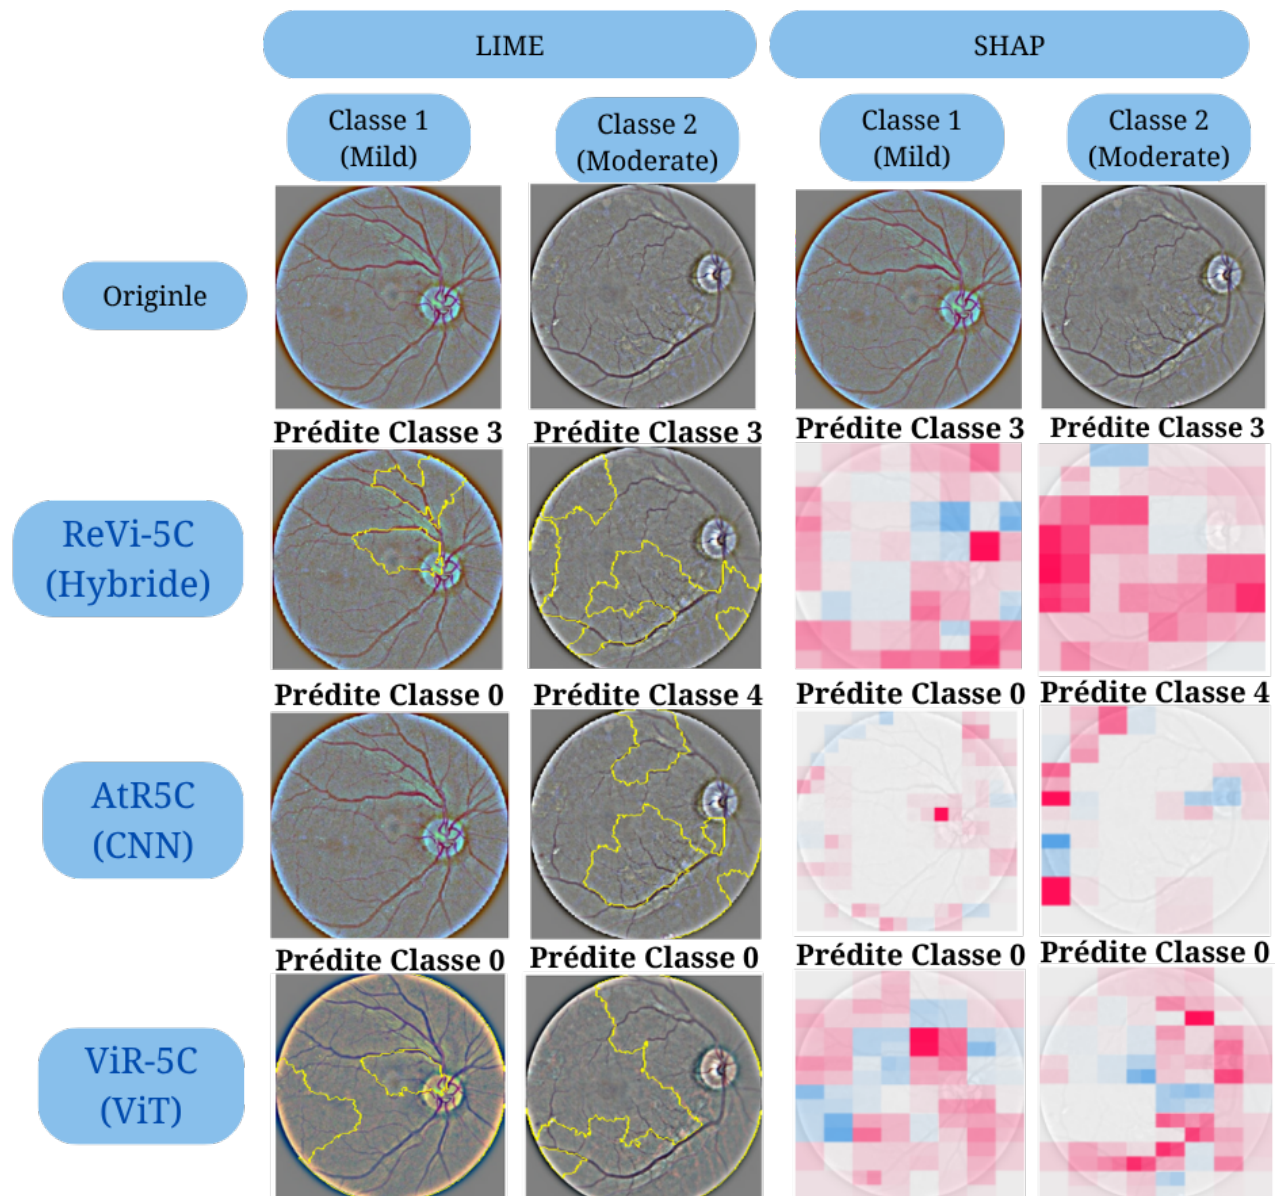 LIME
SHAP
Classe 1
(Mild)
Classe 2
(Moderate)
Classe 1
(Mild)
Classe 2
(Moderate)
Originle
Prédite Classe 3
Prédite Classe 3
Prédite Classe 3
Prédite Classe 3
ReVi-5C
(Hybride)
Prédite Classe 0
Prédite Classe 4
Prédite Classe 0
Prédite Classe 4
AtR5C
(CNN)
Prédite Classe 0
Prédite Classe 0
Prédite Classe 0
Prédite Classe 0
ViR-5C
(ViT)